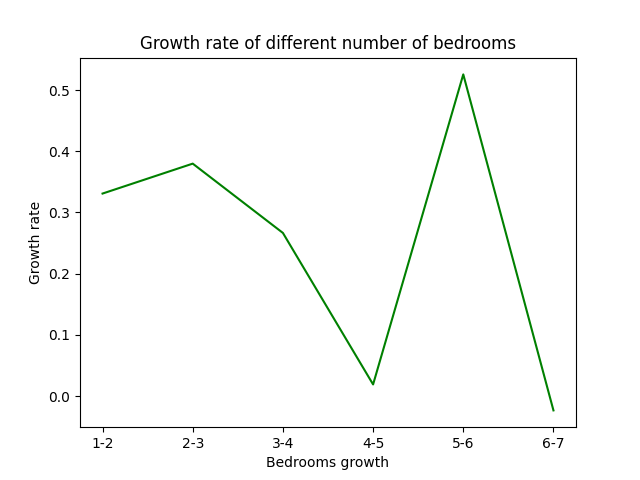 Growth rate of different number of bedrooms
Growth rate
0.5
0.4
0.3
0.2
0.1
0.0
1-2 2-3 3-4 4-5 5-6 6-7
Bedrooms growth